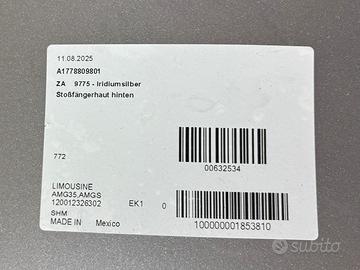 11.08.2025
A1778809801
ZA 9775 - Iridiumsilber
Stoßfängerhaut hinten
00632534
772
LIMOUSINE
AMG35,AMGS
120012326302 EK1 0
SHM
MADE IN Mexico
100000001853810
subito